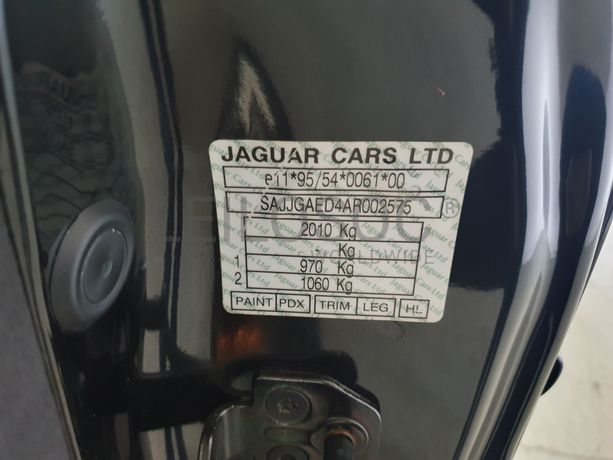 JAGUAR CARS LTD
e11*95/54*0061*00
SAJJGAED4AR002575
2010 Kg
- Kg
1 970 Kg
2 1060 Kg
PAINT PDX TRIM LEG HL
WORLDWIDE